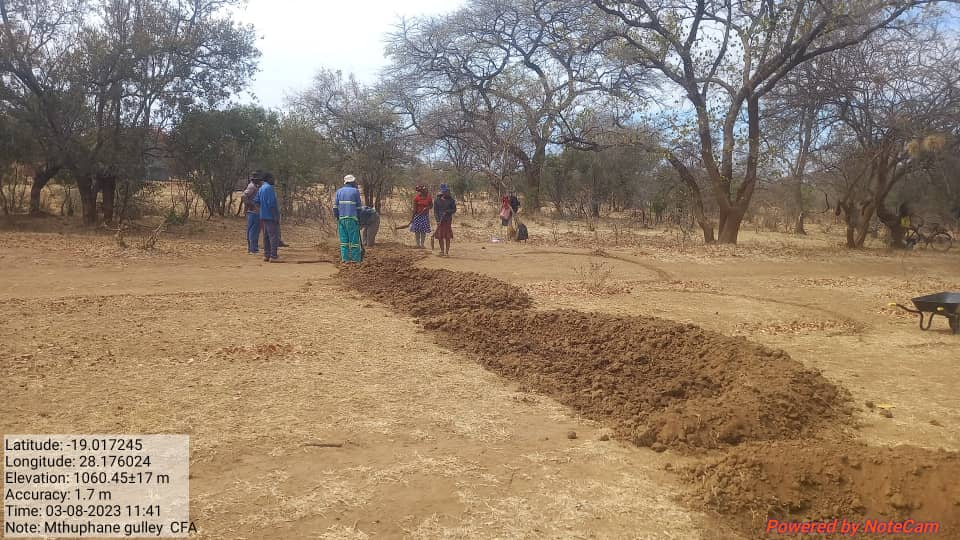 Latitude: -19.017245
Longitude: 28.176024
Elevation: 1060.45±17 m
Accuracy: 1.7 m
Time: 03-08-2023 11:41
Note: Mthuphane gulley  CFA
Powered by NoteCam